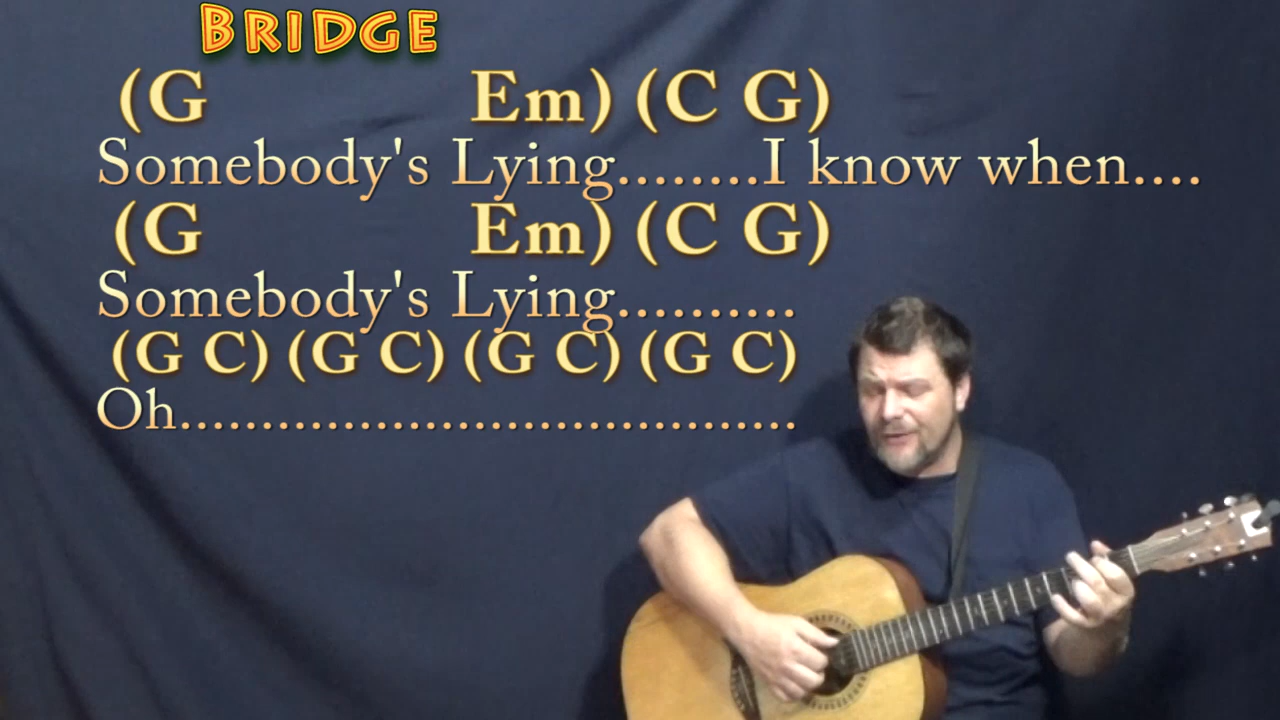 BRIDGE
(G Em) (C G)
Somebody's Lying........I know when....
(G Em) (C G)
Somebody's Lying..........
(G C) (G C) (G C) (G C)
Oh......................................